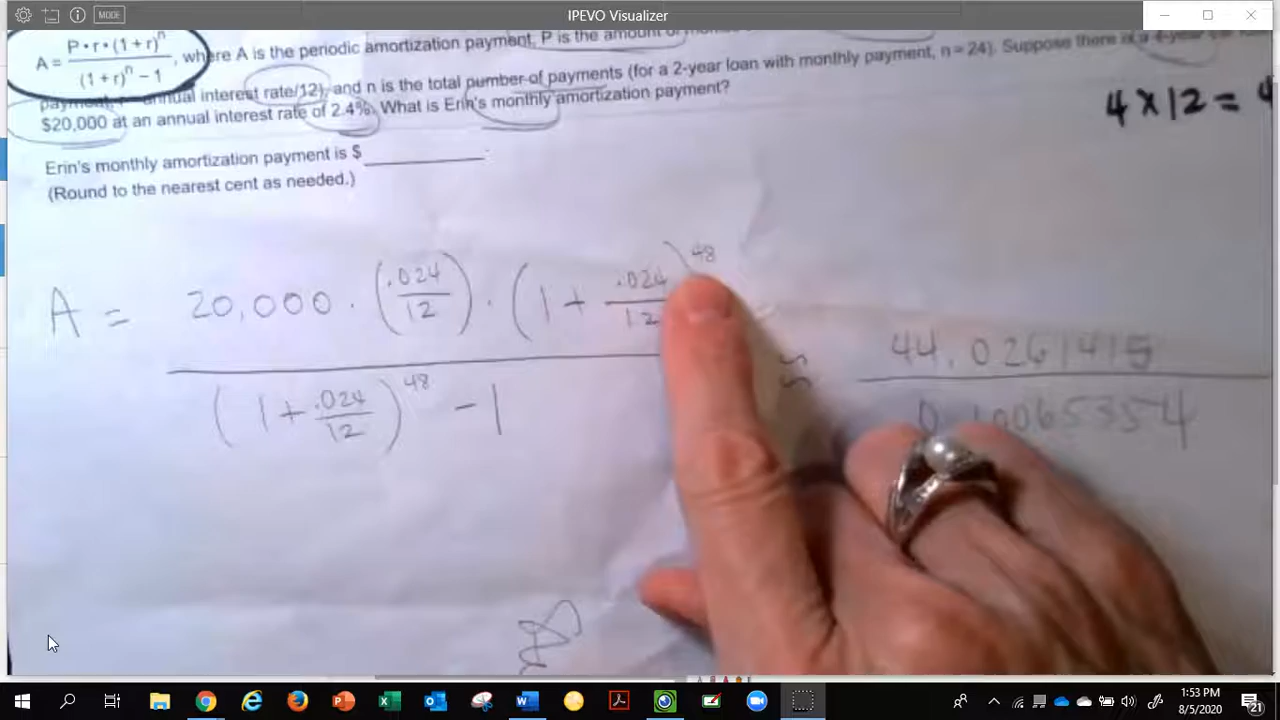 IPEVO Visualizer
MODE
A = P•r•(1+r)^n / (1+r)^n − 1, where A is the periodic amortization payment, P is the amount of
annual interest rate/12), and n is the total number of payments (for a 2-year loan with monthly payment, n = 24). Suppose there is a 4-year
$20,000 at an annual interest rate of 2.4%. What is Erin's monthly amortization payment?
4 × 12 = 4
Erin's monthly amortization payment is $
(Round to the nearest cent as needed.)
A = 20,000 · (.024/12) · (1 + .024/12)^48
(1 + .024/12)^48 − 1
≈ 44.0261415
1:53 PM
8/5/2020
21